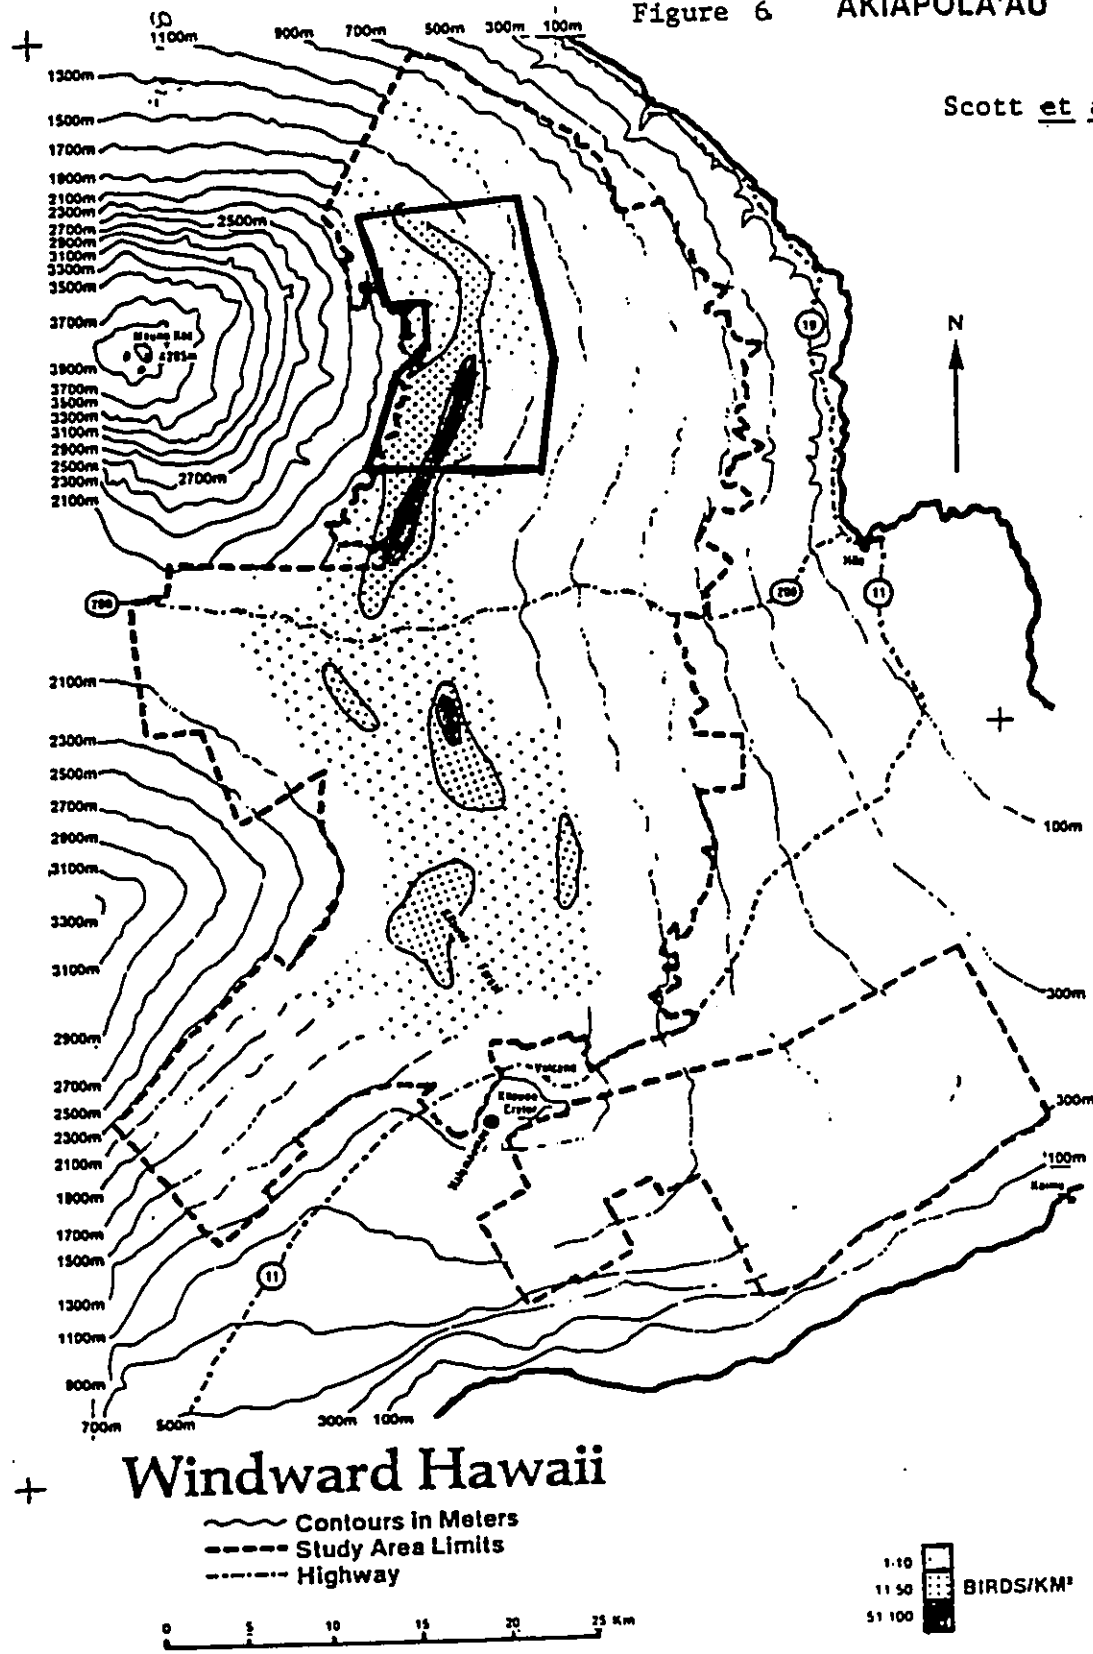 Figure 6 AKIAPOLA'AU
Scott et a
1100m 900m 700m 500m 300m 100m
1300m
1500m
1700m
1900m
2100m
2300m
2500m
2700m
2900m
3100m
3300m
3500m
3700m
Mauna Kea
4205m
3900m
3700m
3500m
3300m
3100m
2900m
2500m
2700m
2300m
2100m
19
N
Hilo
200
200
11
2100m
2300m
2500m
2700m
2900m
3100m
3300m
3100m
2900m
2700m
2500m
2300m
2100m
1900m
1700m
1500m
1300m
1100m
900m
700m 500m 300m 100m
100m
300m
300m
100m
Volcano
Kilauea
Crater
11
Windward Hawaii
Contours in Meters
Study Area Limits
Highway
0 5 10 15 20 25 Km
1-10
11 50 BIRDS/KM²
51 100